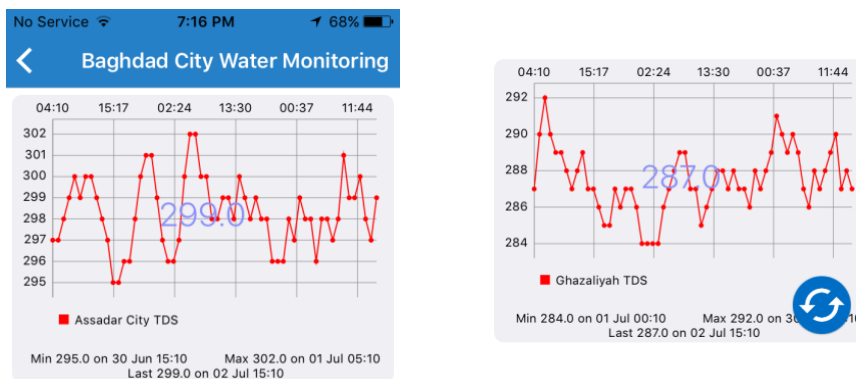 No Service 7:16 PM 68%
Baghdad City Water Monitoring
04:10 15:17 02:24 13:30 00:37 11:44
302
301
300
299
298
297
296
295
299.0
Assadar City TDS
Min 295.0 on 30 Jun 15:10 Max 302.0 on 01 Jul 05:10
Last 299.0 on 02 Jul 15:10
04:10 15:17 02:24 13:30 00:37 11:44
292
290
288
286
284
287.0
Ghazaliyah TDS
Min 284.0 on 01 Jul 00:10 Max 292.0 on
Last 287.0 on 02 Jul 15:10